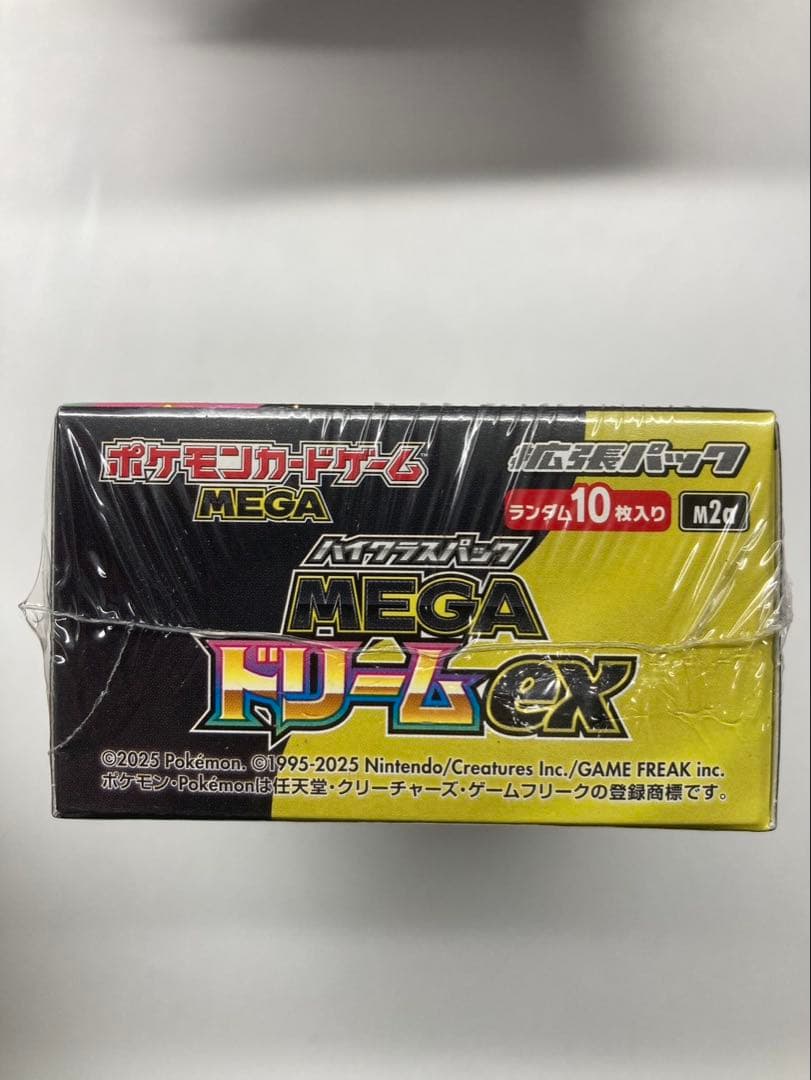 ポケモンカードゲーム™
MEGA
拡張パック
ランダム10枚入り M2a
ハイクラスパック
MEGA
ドリームex
©2025 Pokémon. ©1995-2025 Nintendo/Creatures Inc./GAME FREAK inc.
ポケモン・Pokémonは任天堂・クリーチャーズ・ゲームフリークの登録商標です。